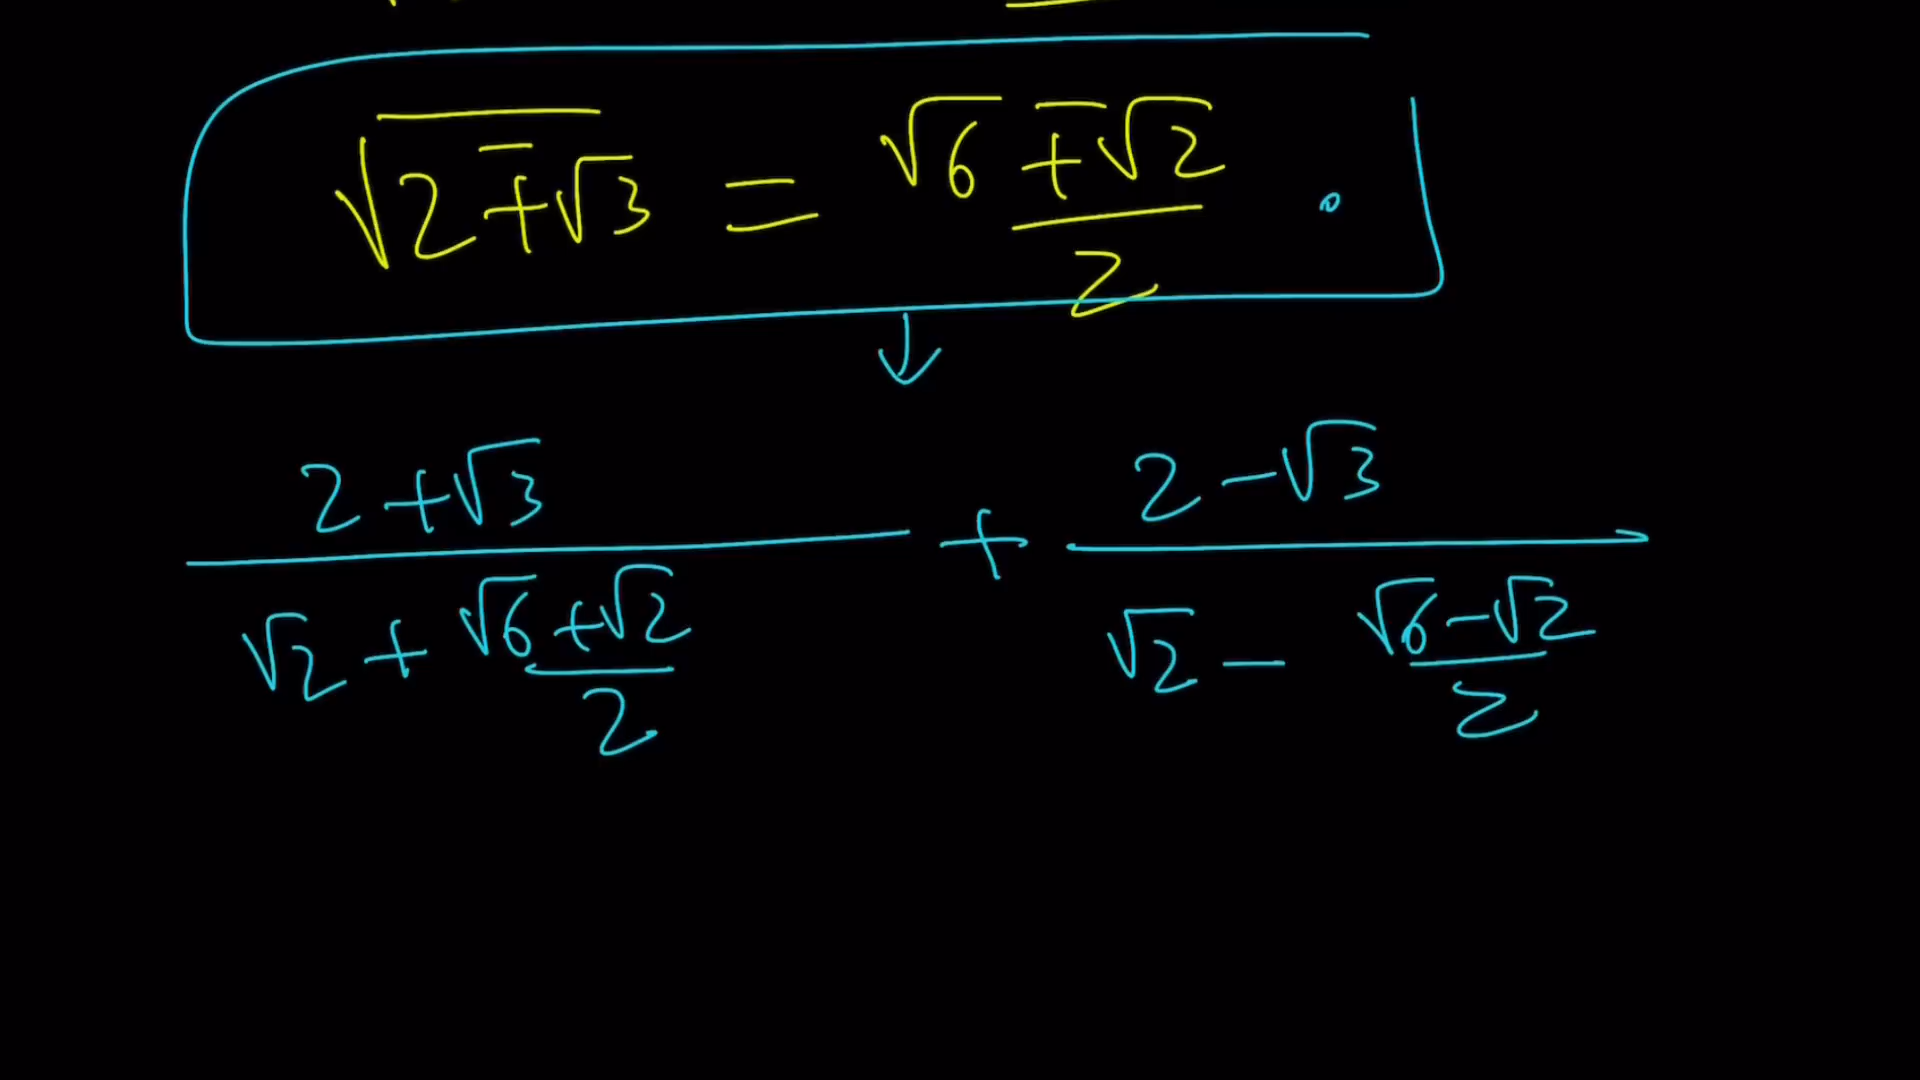 √(2 ∓ √3) = (√6 ∓ √2)/2 .
(2 + √3)/(√2 + (√6 + √2)/2) + (2 − √3)/(√2 − (√6 − √2)/2)